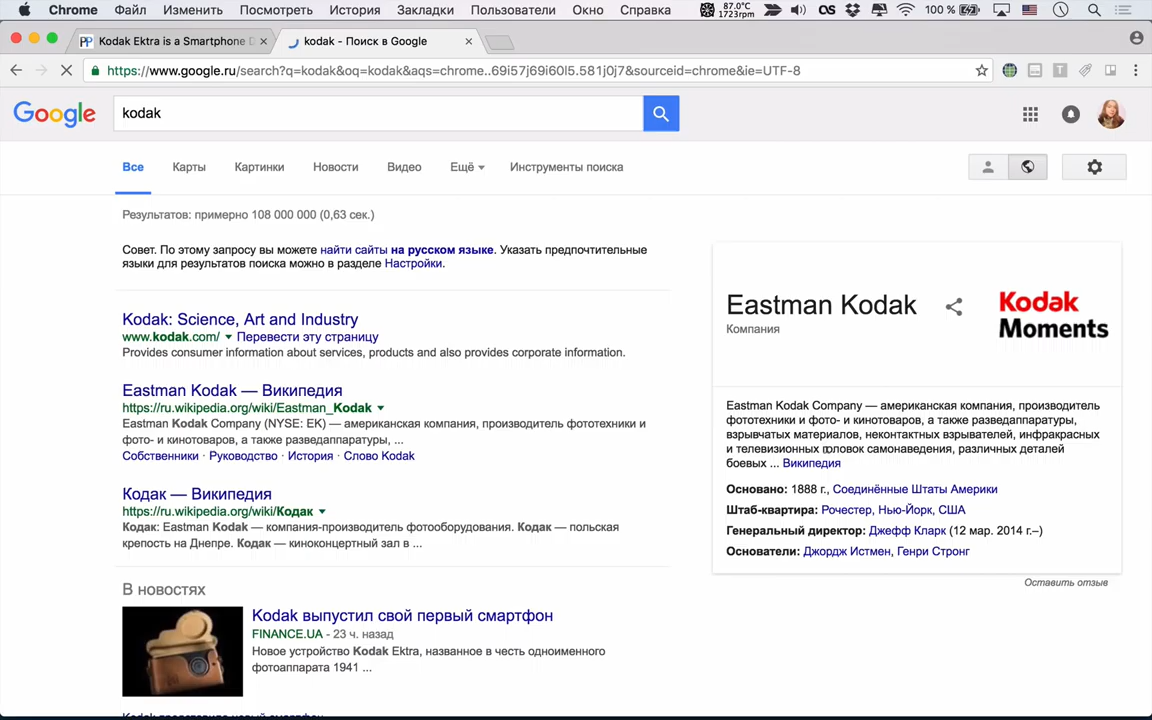 Chrome Файл Изменить Посмотреть История Закладки Пользователи Окно Справка
87.0°C
1723rpm
100 %
Kodak Ektra is a Smartphone D
kodak - Поиск в Google
https://www.google.ru/search?q=kodak&oq=kodak&aqs=chrome..69i57j69i60l5.581j0j7&sourceid=chrome&ie=UTF-8
Google
kodak
Все Карты Картинки Новости Видео Ещё Инструменты поиска
Результатов: примерно 108 000 000 (0,63 сек.)
Совет. По этому запросу вы можете найти сайты на русском языке. Указать предпочтительные
языки для результатов поиска можно в разделе Настройки.
Kodak: Science, Art and Industry
www.kodak.com/ Перевести эту страницу
Provides consumer information about services, products and also provides corporate information.
Eastman Kodak — Википедия
https://ru.wikipedia.org/wiki/Eastman_Kodak
Eastman Kodak Company (NYSE: EK) — американская компания, производитель фототехники и
фото- и кинотоваров, а также разведаппаратуры, ...
Собственники · Руководство · История · Слово Kodak
Кодак — Википедия
https://ru.wikipedia.org/wiki/Кодак
Кодак: Eastman Kodak — компания-производитель фотооборудования. Кодак — польская
крепость на Днепре. Кодак — киноконцертный зал в ...
В новостях
Kodak выпустил свой первый смартфон
FINANCE.UA - 23 ч. назад
Новое устройство Kodak Ektra, названное в честь одноименного
фотоаппарата 1941 ...
Eastman Kodak
Компания
Kodak
Moments
Eastman Kodak Company — американская компания, производитель
фототехники и фото- и кинотоваров, а также разведаппаратуры,
взрывчатых материалов, неконтактных взрывателей, инфракрасных
и телевизионных головок самонаведения, различных деталей
боевых ... Википедия
Основано: 1888 г., Соединённые Штаты Америки
Штаб-квартира: Рочестер, Нью-Йорк, США
Генеральный директор: Джефф Кларк (12 мар. 2014 г.–)
Основатели: Джордж Истмен, Генри Стронг
Оставить отзыв